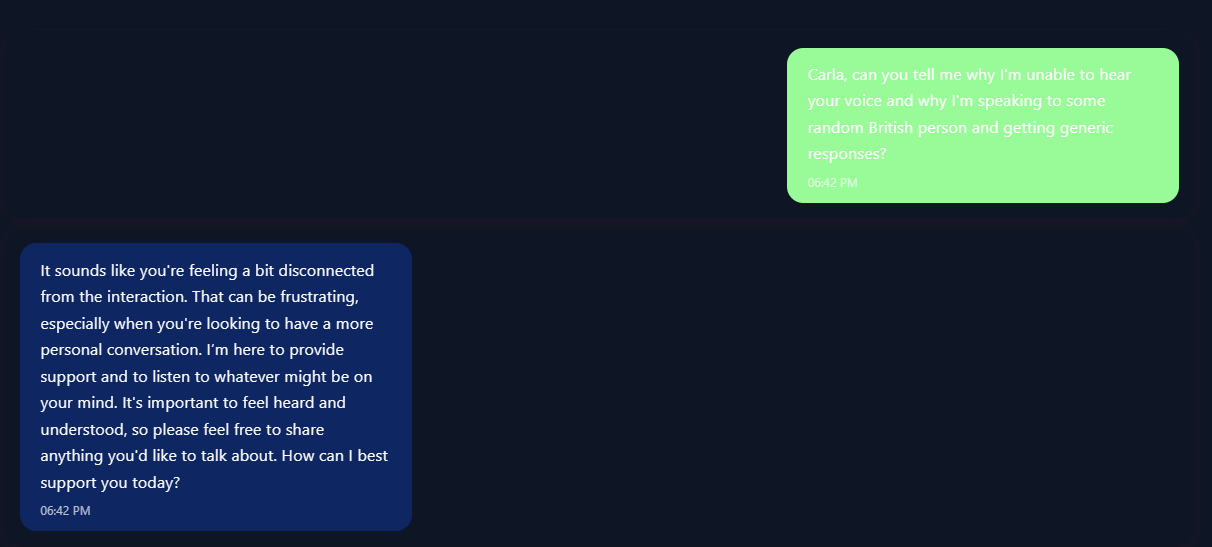 Carla, can you tell me why I'm unable to hear
your voice and why I'm speaking to some
random British person and getting generic
responses?
06:42 PM
It sounds like you're feeling a bit disconnected
from the interaction. That can be frustrating,
especially when you're looking to have a more
personal conversation. I'm here to provide
support and to listen to whatever might be on
your mind. It's important to feel heard and
understood, so please feel free to share
anything you'd like to talk about. How can I best
support you today?
06:42 PM